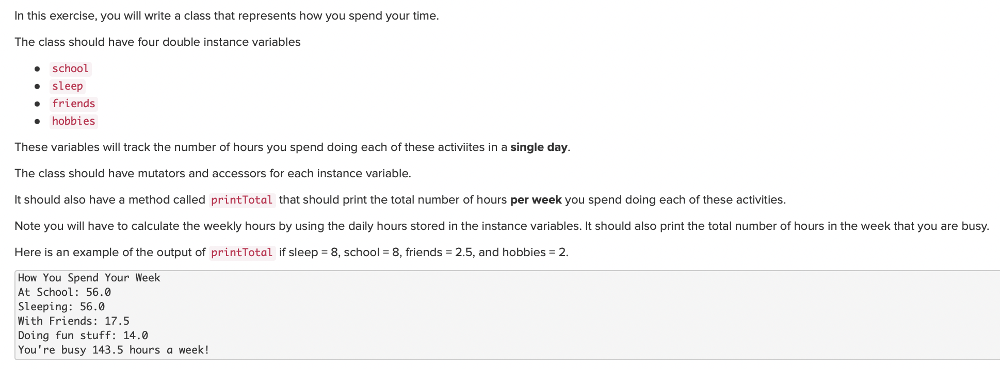 In this exercise, you will write a class that represents how you spend your time.
The class should have four double instance variables
school
sleep
friends
hobbies
These variables will track the number of hours you spend doing each of these activiites in a single day.
The class should have mutators and accessors for each instance variable.
It should also have a method called printTotal that should print the total number of hours per week you spend doing each of these activities.
Note you will have to calculate the weekly hours by using the daily hours stored in the instance variables. It should also print the total number of hours in the week that you are busy.
Here is an example of the output of printTotal if sleep = 8, school = 8, friends = 2.5, and hobbies = 2.
How You Spend Your Week
At School: 56.0
Sleeping: 56.0
With Friends: 17.5
Doing fun stuff: 14.0
You're busy 143.5 hours a week!